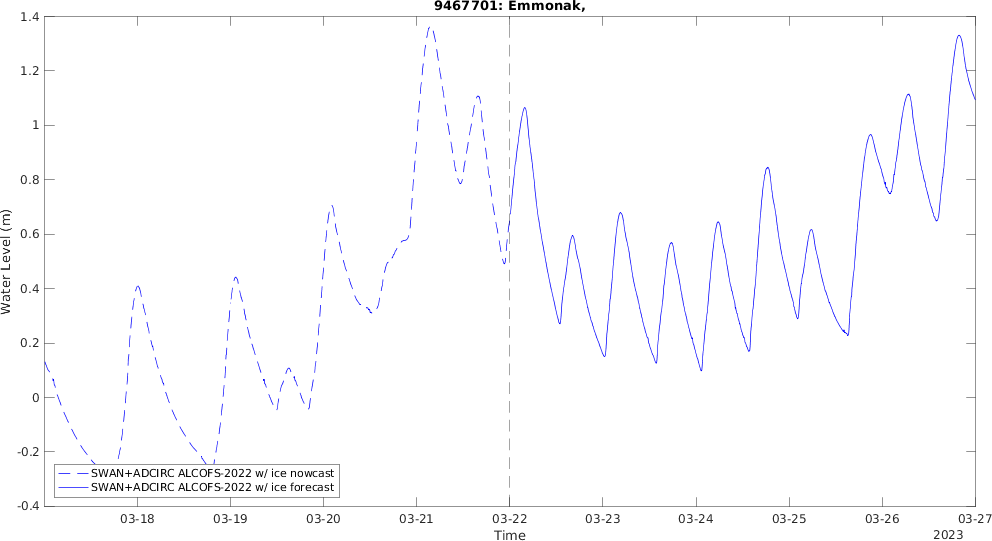 9467701: Emmonak,
1.4
1.2
1
0.8
0.6
0.4
0.2
0
-0.2
-0.4
Water Level (m)
SWAN+ADCIRC ALCOFS-2022 w/ ice nowcast
SWAN+ADCIRC ALCOFS-2022 w/ ice forecast
03-18 03-19 03-20 03-21 03-22 03-23 03-24 03-25 03-26 03-27
Time
2023